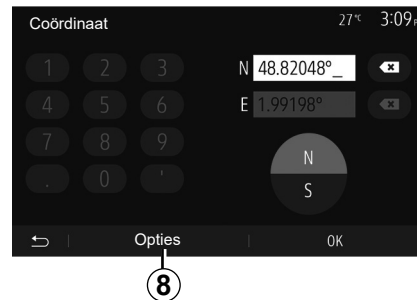 Coördinaat 27°C 3:09
1 2 3 N 48.82048°_
4 5 6 E 1.99198°
7 8 9 N
. 0 ' S
Opties OK
8